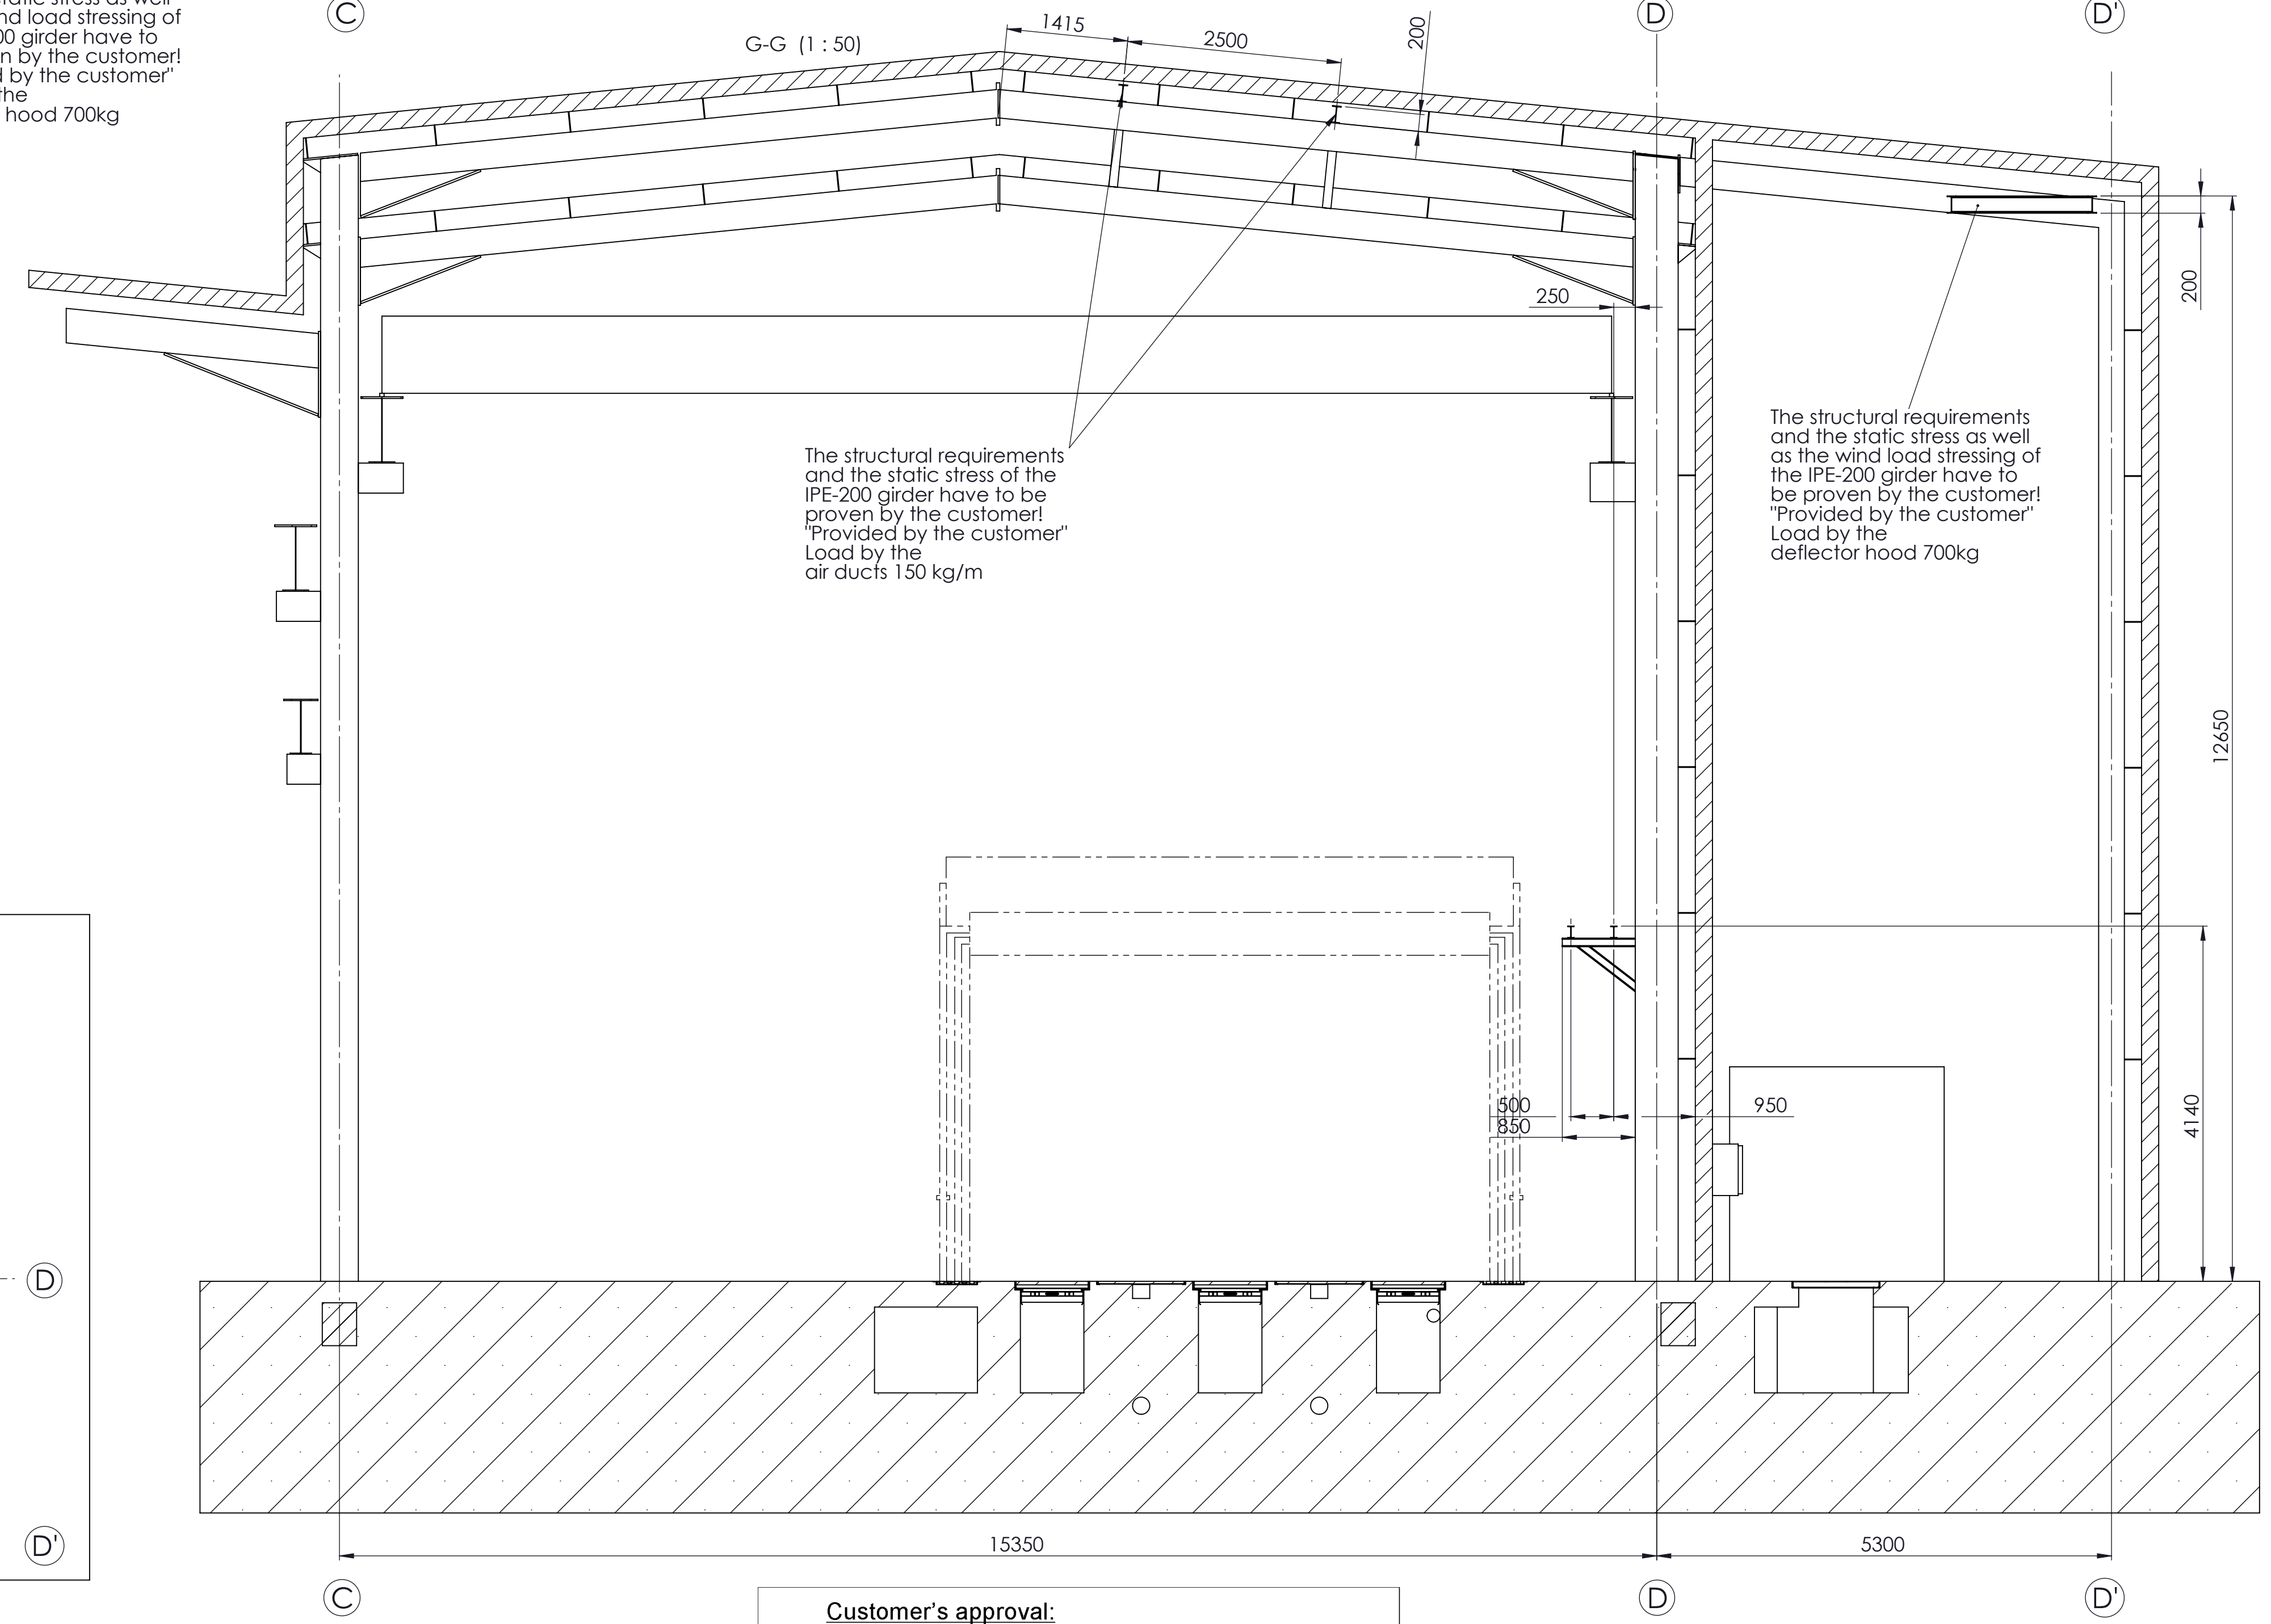 static stress as well
nd load stressing of
00 girder have to
n by the customer!
d by the customer"
the
hood 700kg
C
D
D'
G-G (1 : 50)
1415
2500
200
250
200
The structural requirements
and the static stress of the
IPE-200 girder have to be
proven by the customer!
"Provided by the customer"
Load by the
air ducts 150 kg/m
The structural requirements
and the static stress as well
as the wind load stressing of
the IPE-200 girder have to
be proven by the customer!
"Provided by the customer"
Load by the
deflector hood 700kg
12650
4140
500
950
850
D
D'
15350
5300
C
D
D'
Customer's approval: